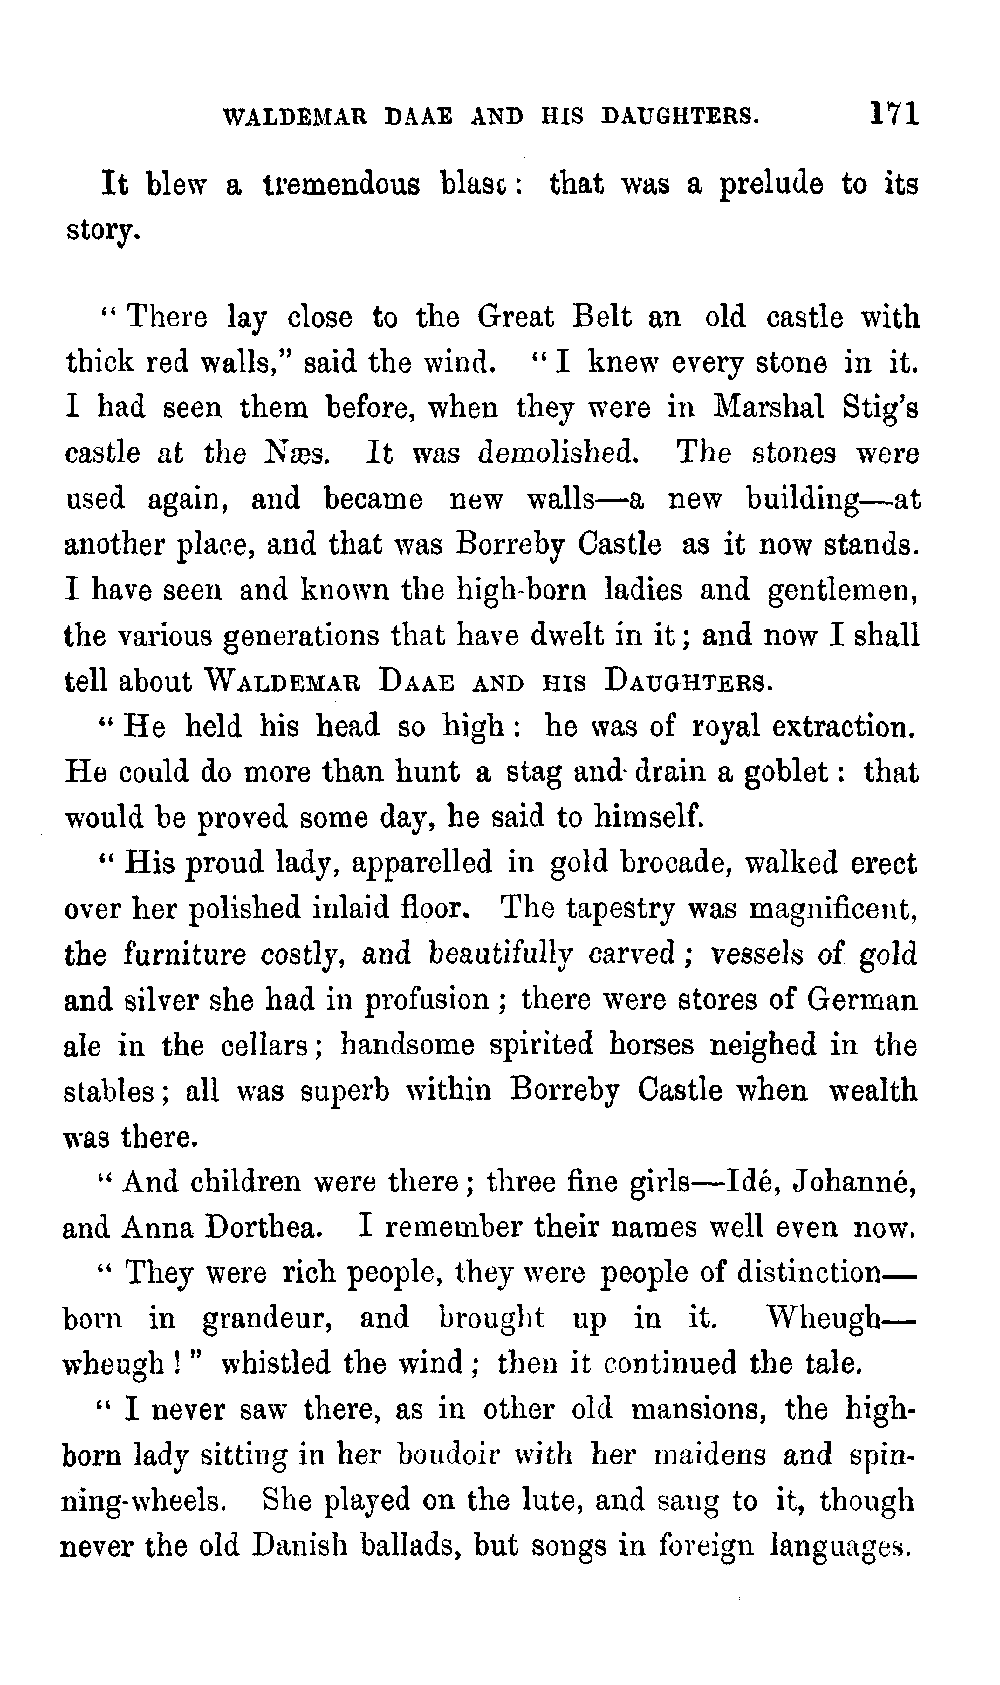 WALDEMAR DAAE AND HIS DAUGHTERS. 171
It blew a tremendous blast: that was a prelude to its
story.
"There lay close to the Great Belt an old castle with
thick red walls," said the wind. "I knew every stone in it.
I had seen them before, when they were in Marshal Stig's
castle at the Næs. It was demolished. The stones were
used again, and became new walls—a new building—at
another place, and that was Borreby Castle as it now stands.
I have seen and known the high-born ladies and gentlemen,
the various generations that have dwelt in it; and now I shall
tell about WALDEMAR DAAE AND HIS DAUGHTERS.
"He held his head so high: he was of royal extraction.
He could do more than hunt a stag and drain a goblet: that
would be proved some day, he said to himself.
"His proud lady, apparelled in gold brocade, walked erect
over her polished inlaid floor. The tapestry was magnificent,
the furniture costly, and beautifully carved; vessels of gold
and silver she had in profusion; there were stores of German
ale in the cellars; handsome spirited horses neighed in the
stables; all was superb within Borreby Castle when wealth
was there.
"And children were there; three fine girls—Idé, Johanné,
and Anna Dorthea. I remember their names well even now.
"They were rich people, they were people of distinction—
born in grandeur, and brought up in it. Wheugh—
wheugh!" whistled the wind; then it continued the tale.
"I never saw there, as in other old mansions, the high-
born lady sitting in her boudoir with her maidens and spin-
ning-wheels. She played on the lute, and sang to it, though
never the old Danish ballads, but songs in foreign languages.